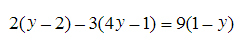 2(y − 2) − 3(4y − 1) = 9(1 − y)